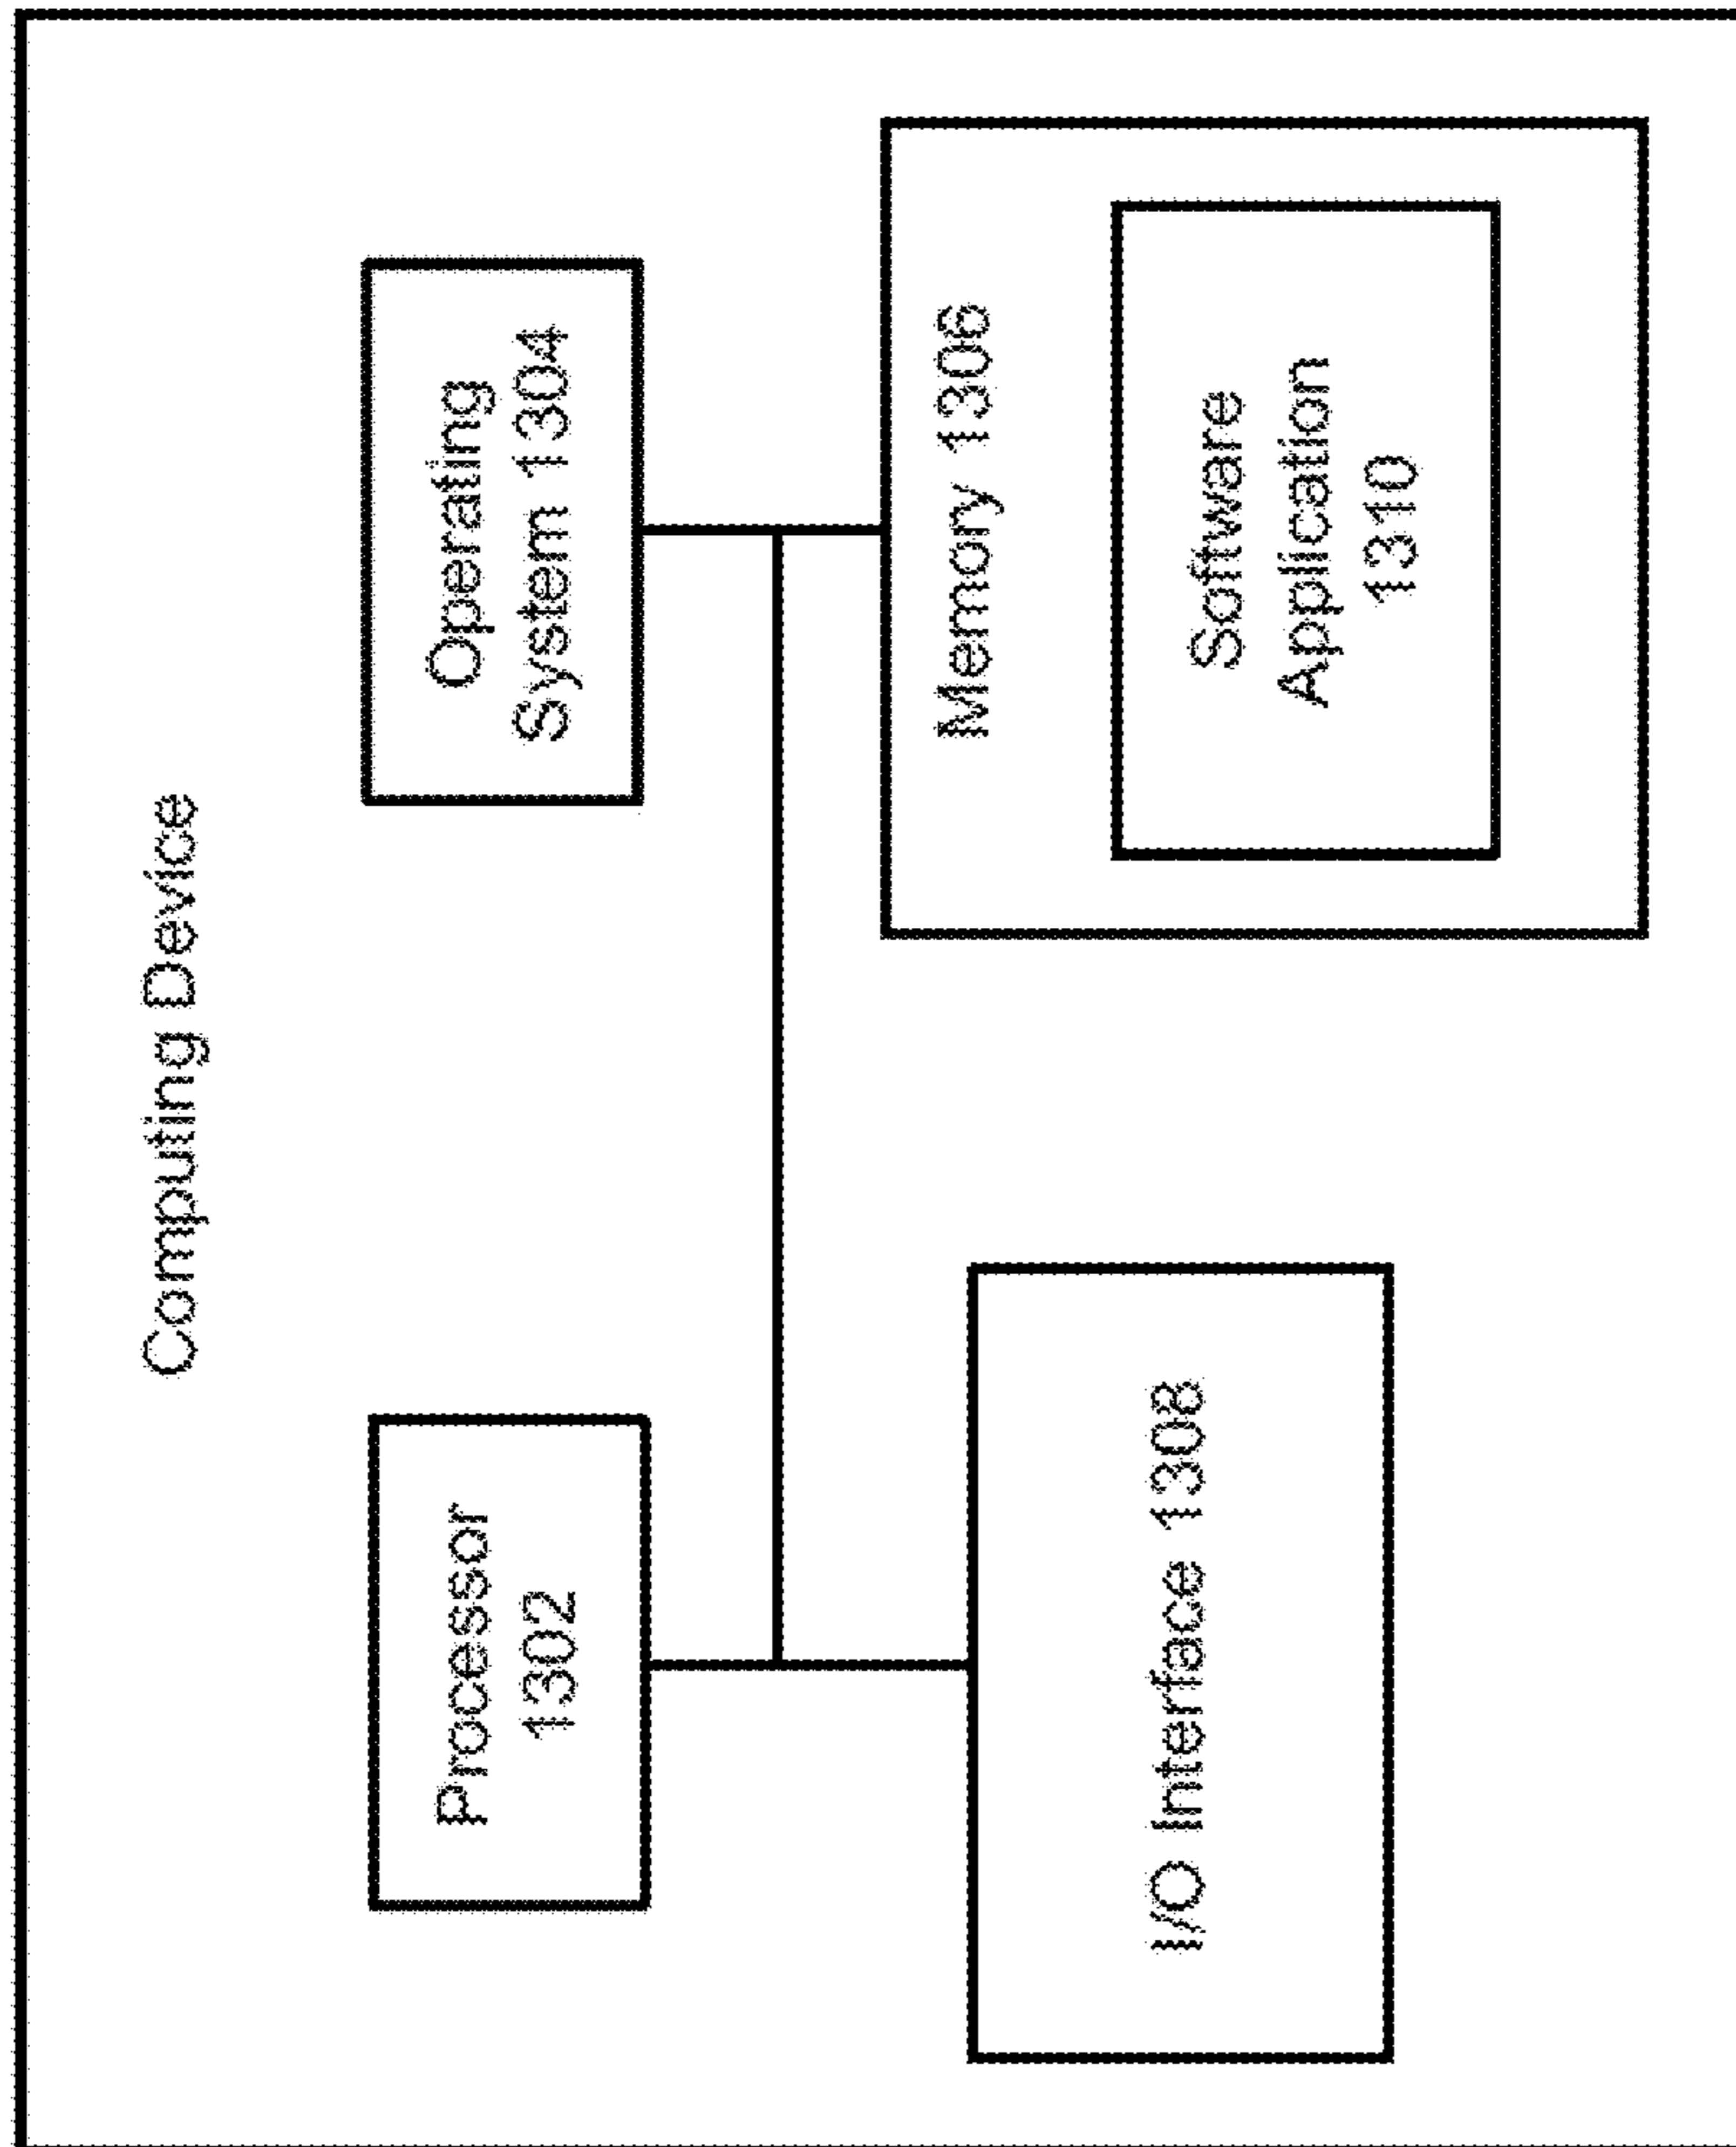 Computing Device
Processor
1302
Operating
System 1304
I/O Interface 1308
Memory 1306
Software
Application
1310